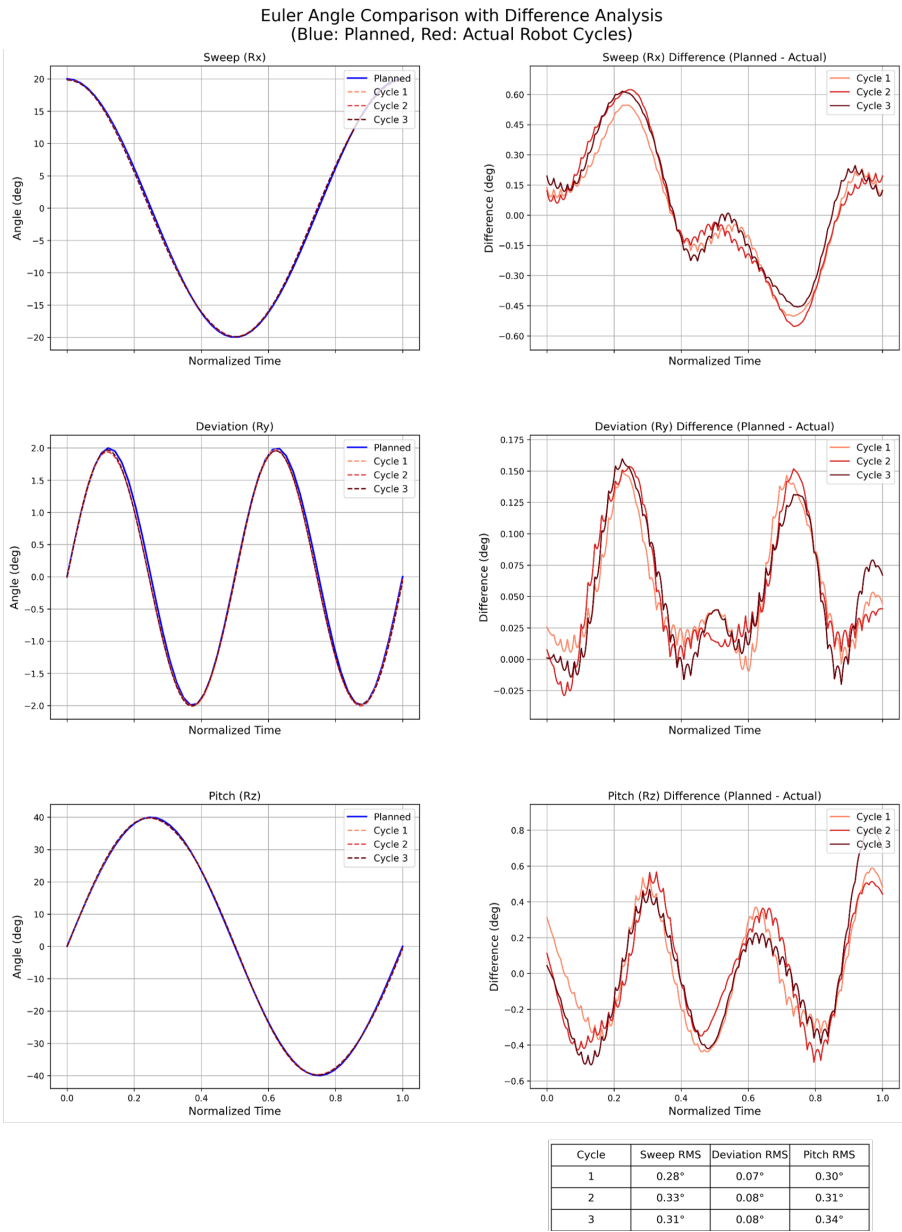 Euler Angle Comparison with Difference Analysis
(Blue: Planned, Red: Actual Robot Cycles)
Sweep (Rx)
Planned
Cycle 1
Cycle 2
Cycle 3
20
15
10
5
0
−5
−10
−15
−20
Angle (deg)
Normalized Time
Sweep (Rx) Difference (Planned - Actual)
Cycle 1
Cycle 2
Cycle 3
0.60
0.45
0.30
0.15
0.00
−0.15
−0.30
−0.45
−0.60
Difference (deg)
Normalized Time
Deviation (Ry)
Planned
Cycle 1
Cycle 2
Cycle 3
2.0
1.5
1.0
0.5
0.0
−0.5
−1.0
−1.5
−2.0
Angle (deg)
Normalized Time
Deviation (Ry) Difference (Planned - Actual)
Cycle 1
Cycle 2
Cycle 3
0.175
0.150
0.125
0.100
0.075
0.050
0.025
0.000
−0.025
Difference (deg)
Normalized Time
Pitch (Rz)
Planned
Cycle 1
Cycle 2
Cycle 3
40
30
20
10
0
−10
−20
−30
−40
Angle (deg)
0.0 0.2 0.4 0.6 0.8 1.0
Normalized Time
Pitch (Rz) Difference (Planned - Actual)
Cycle 1
Cycle 2
Cycle 3
0.8
0.6
0.4
0.2
0.0
−0.2
−0.4
−0.6
Difference (deg)
0.0 0.2 0.4 0.6 0.8 1.0
Normalized Time
Cycle Sweep RMS Deviation RMS Pitch RMS
1 0.28° 0.07° 0.30°
2 0.33° 0.08° 0.31°
3 0.31° 0.08° 0.34°